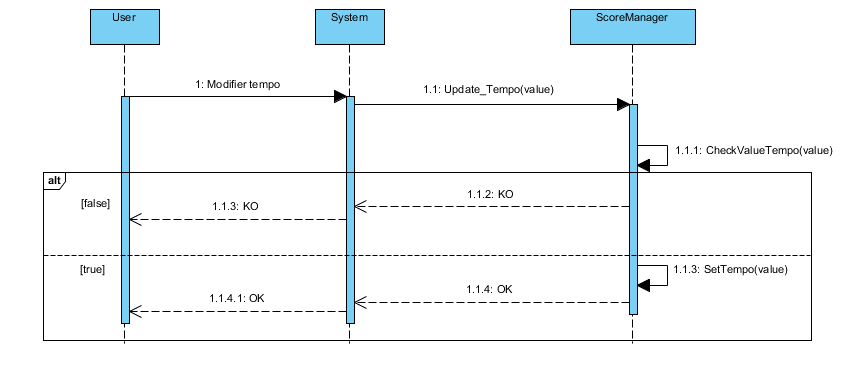 User
System
ScoreManager
1: Modifier tempo
1.1: Update_Tempo(value)
1.1.1: CheckValueTempo(value)
alt
[false]
1.1.2: KO
1.1.3: KO
[true]
1.1.3: SetTempo(value)
1.1.4: OK
1.1.4.1: OK